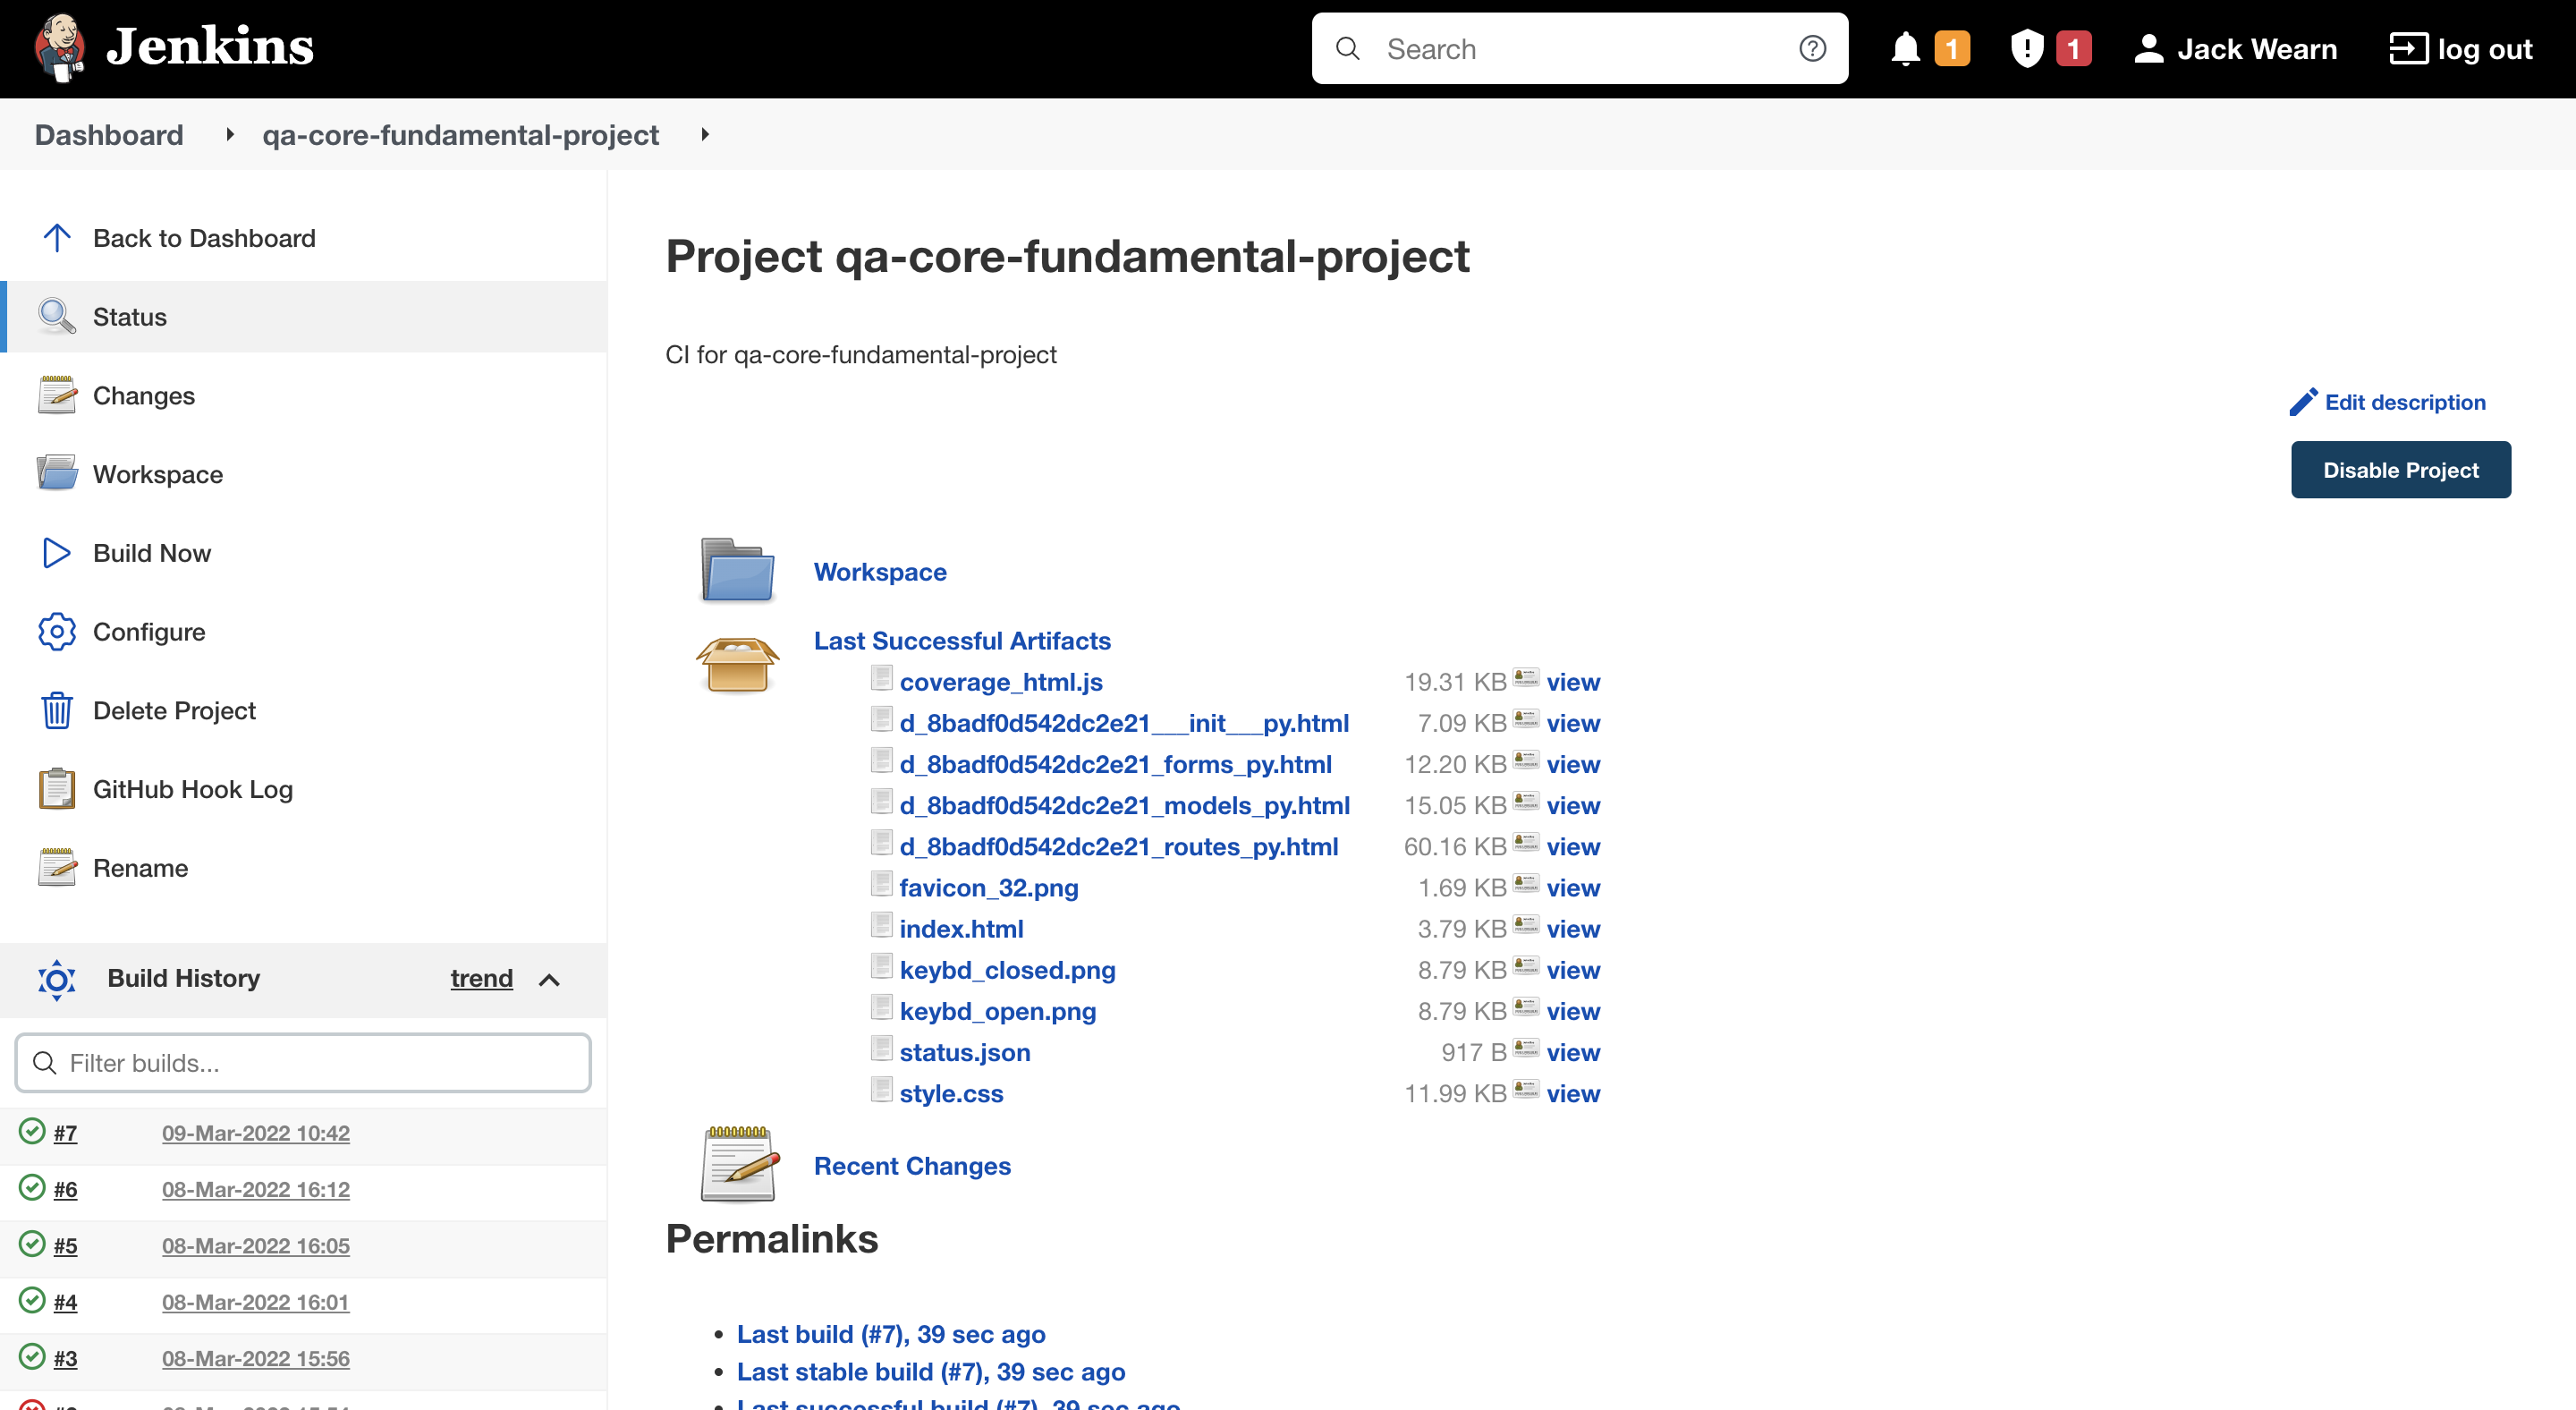 Jenkins
Search
1
1
Jack Wearn
log out
Dashboard
qa-core-fundamental-project
Back to Dashboard
Status
Changes
Workspace
Build Now
Configure
Delete Project
GitHub Hook Log
Rename
Build History trend
Filter builds...
#7 09-Mar-2022 10:42
#6 08-Mar-2022 16:12
#5 08-Mar-2022 16:05
#4 08-Mar-2022 16:01
#3 08-Mar-2022 15:56
Project qa-core-fundamental-project
CI for qa-core-fundamental-project
Edit description
Disable Project
Workspace
Last Successful Artifacts
coverage_html.js 19.31 KB view
d_8badf0d542dc2e21___init___py.html 7.09 KB view
d_8badf0d542dc2e21_forms_py.html 12.20 KB view
d_8badf0d542dc2e21_models_py.html 15.05 KB view
d_8badf0d542dc2e21_routes_py.html 60.16 KB view
favicon_32.png 1.69 KB view
index.html 3.79 KB view
keybd_closed.png 8.79 KB view
keybd_open.png 8.79 KB view
status.json 917 B view
style.css 11.99 KB view
Recent Changes
Permalinks
Last build (#7), 39 sec ago
Last stable build (#7), 39 sec ago
Last successful build (#7), 39 sec ago